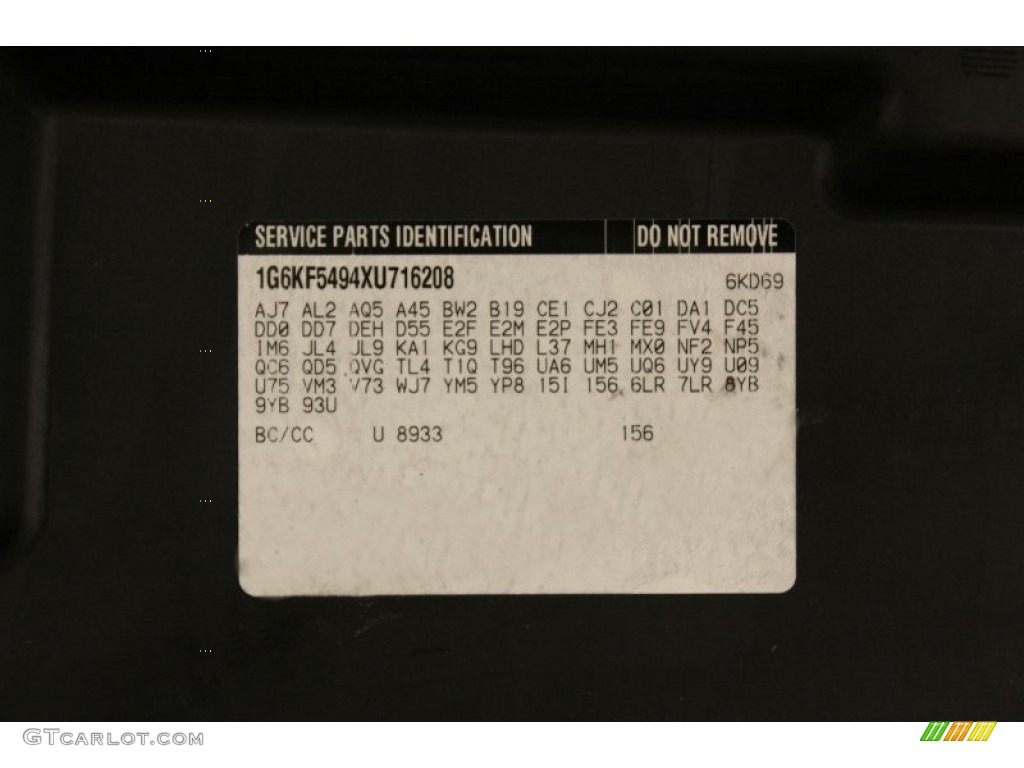 SERVICE PARTS IDENTIFICATION DO NOT REMOVE
1G6KF5494XU716208 6KD69
AJ7 AL2 AQ5 A45 BW2 B19 CE1 CJ2 C01 DA1 DC5
DD0 DD7 DEH D55 E2F E2M E2P FE3 FE9 FV4 F45
IM6 JL4 JL9 KA1 KG9 LHD L37 MH1 MX0 NF2 NP5
QC6 QD5 QVG TL4 T1Q T96 UA6 UM5 UQ6 UY9 U09
U75 VM3 V73 WJ7 YM5 YP8 15I 156 6LR 7LR 8YB
9YB 93U
BC/CC U 8933 156
GTCARLOT.COM